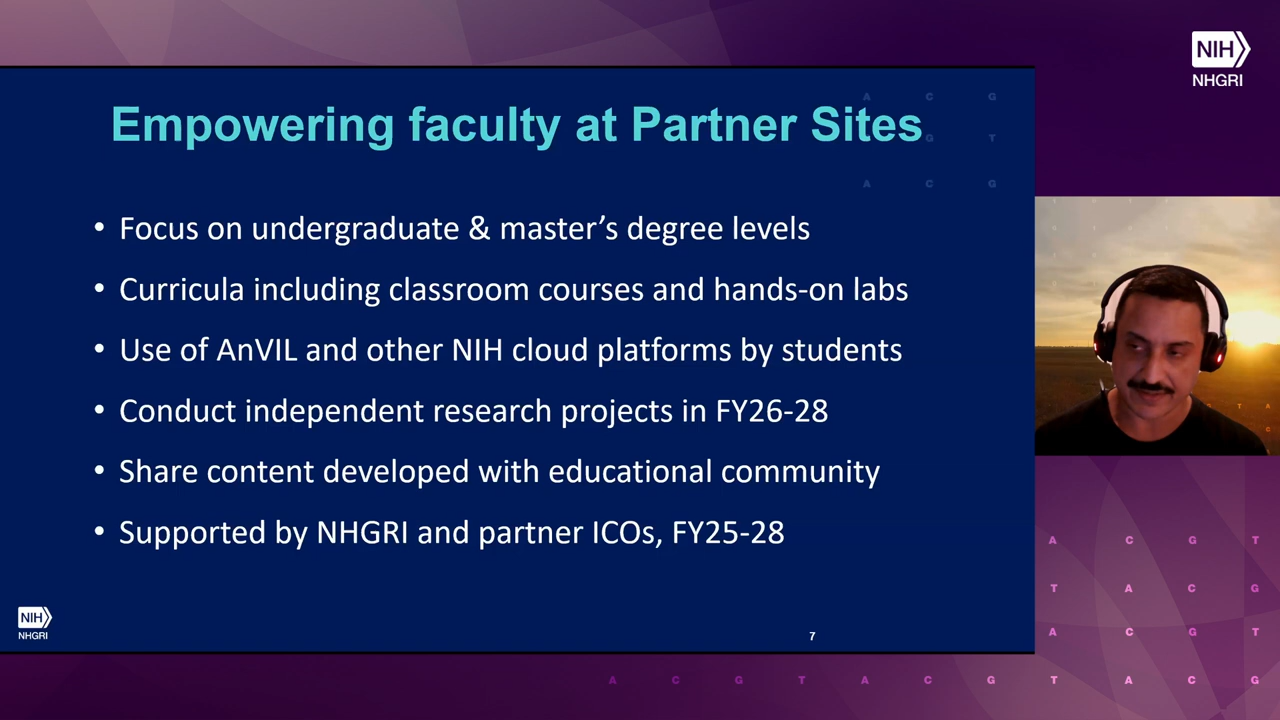 NIH
NHGRI
Empowering faculty at Partner Sites
A C G
G T
A C G
• Focus on undergraduate & master’s degree levels
• Curricula including classroom courses and hands-on labs
• Use of AnVIL and other NIH cloud platforms by students
• Conduct independent research projects in FY26-28
• Share content developed with educational community
• Supported by NHGRI and partner ICOs, FY25-28
NIH
NHGRI
7
A C G T
T A C G
A C G T
A C G T A C G T A C G